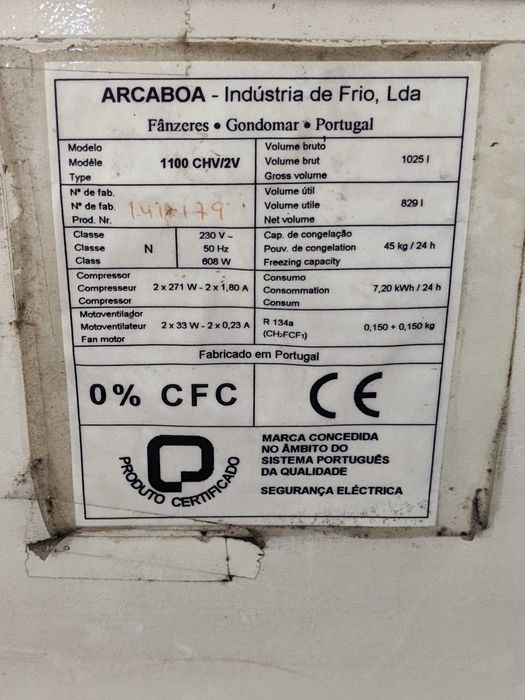 ARCABOA - Indústria de Frio, Lda
Fânzeres • Gondomar • Portugal
Modelo
Modèle
Type
1100 CHV/2V
Volume bruto
Volume brut
Gross volume
1025 l
Nº de fab.
Nº de fab.
Prod. Nr.
Volume útil
Volume utile
Net volume
829 l
Classe
Classe
Class
N
230 V ~
50 Hz
608 W
Cap. de congelação
Pouv. de congelation
Freezing capacity
45 kg / 24 h
Compressor
Compresseur
Compressor
2 x 271 W - 2 x 1,80 A
Consumo
Consommation
Consum
7,20 kWh / 24 h
Motoventilador
Motoventilateur
Fan motor
2 x 33 W - 2 x 0,23 A
R 134a
0,150 + 0,150 kg
Fabricado em Portugal
0% CFC
CE
PRODUTO CERTIFICADO
MARCA CONCEDIDA
NO ÂMBITO DO
SISTEMA PORTUGUÊS
DA QUALIDADE
SEGURANÇA ELÉCTRICA